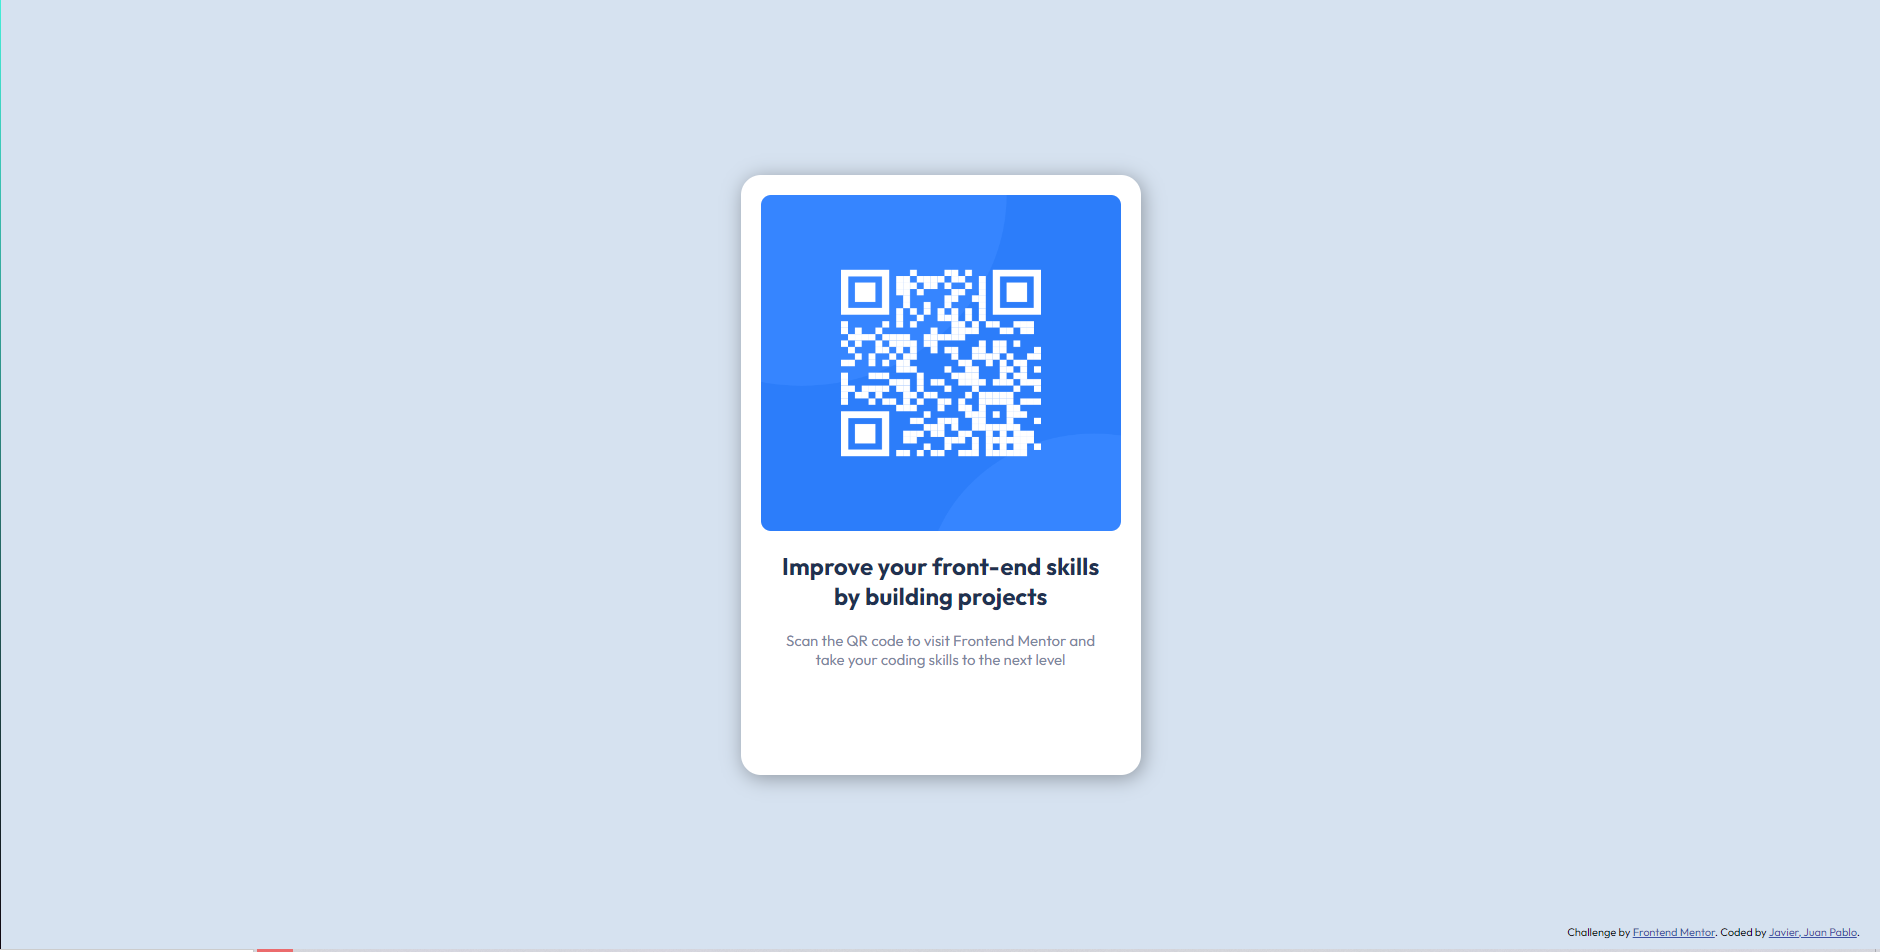 Improve your front-end skills
by building projects
Scan the QR code to visit Frontend Mentor and
take your coding skills to the next level
Challenge by Frontend Mentor. Coded by Javier, Juan Pablo.